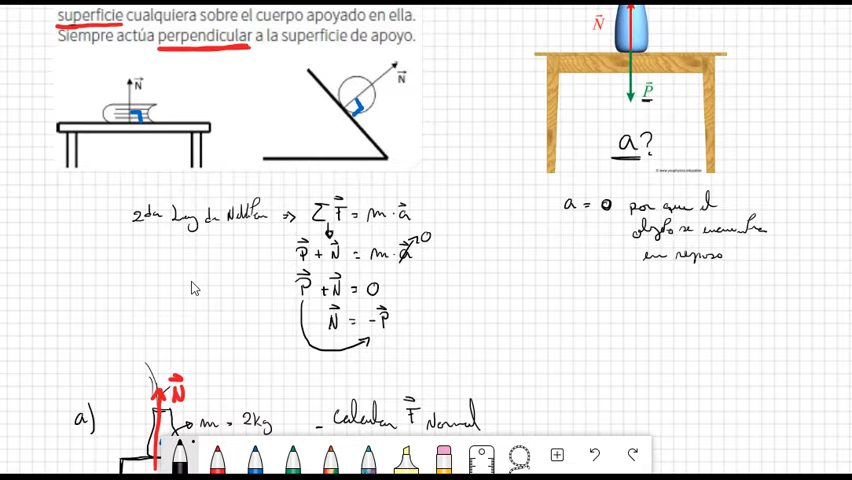 superficie cualquiera sobre el cuerpo apoyado en ella.
Siempre actúa perpendicular a la superficie de apoyo.
N
N
N
P
a?
2da Ley de Newton ⇒ ΣF = m·a
P + N = m·a 0
P + N = 0
N = -P
a = 0 por que el
objeto se encuentra
en reposo
N
a)
m = 2kg
- calcular F Normal